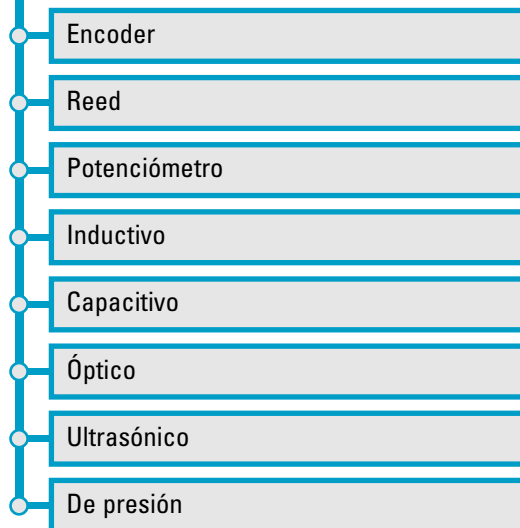 Encoder
Reed
Potenciómetro
Inductivo
Capacitivo
Óptico
Ultrasónico
De presión